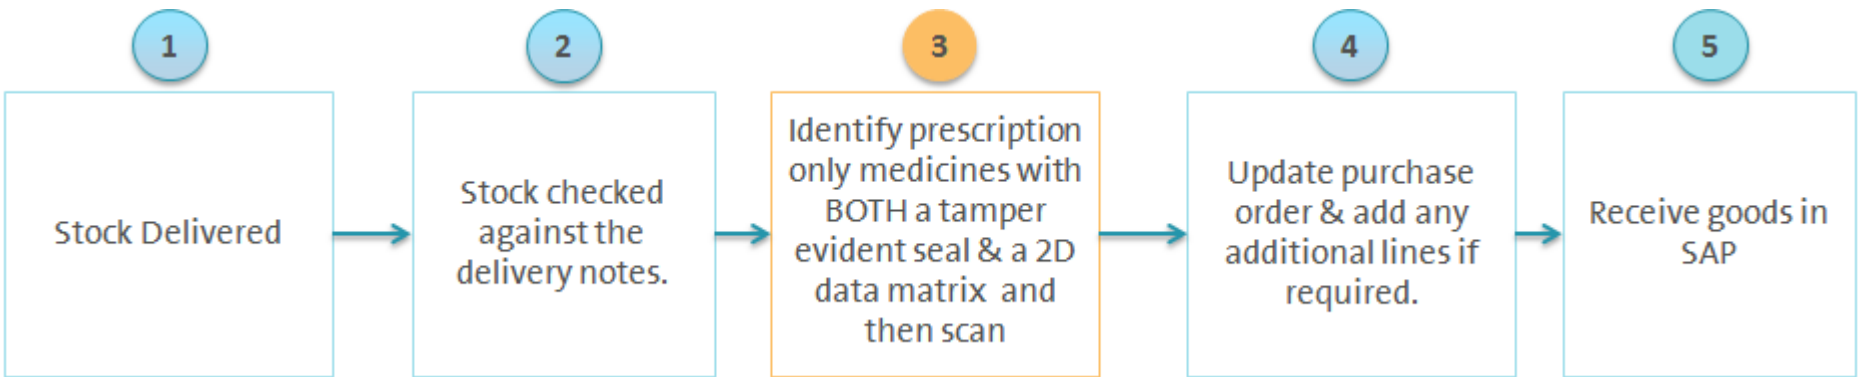 1
2
3
4
5
Stock Delivered
Stock checked
against the
delivery notes.
Identify prescription
only medicines with
BOTH a tamper
evident seal & a 2D
data matrix and
then scan
Update purchase
order & add any
additional lines if
required.
Receive goods in
SAP